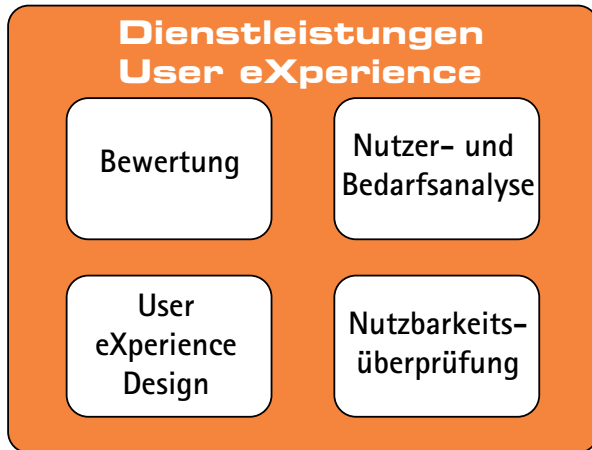 Dienstleistungen
User eXperience
Bewertung
Nutzer- und
Bedarfsanalyse
User
eXperience
Design
Nutzbarkeits-
überprüfung